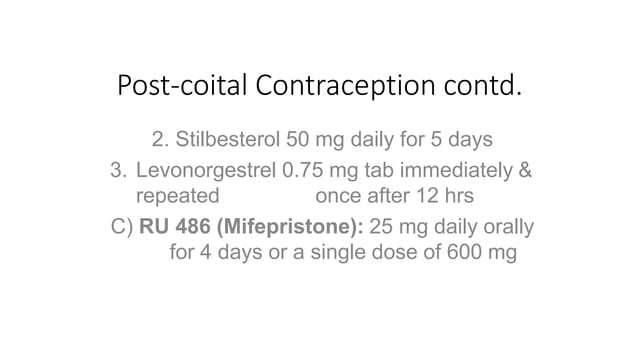 Post-coital Contraception contd.
2. Stilbesterol 50 mg daily for 5 days
3. Levonorgestrel 0.75 mg tab immediately &
repeated once after 12 hrs
C) RU 486 (Mifepristone): 25 mg daily orally
for 4 days or a single dose of 600 mg